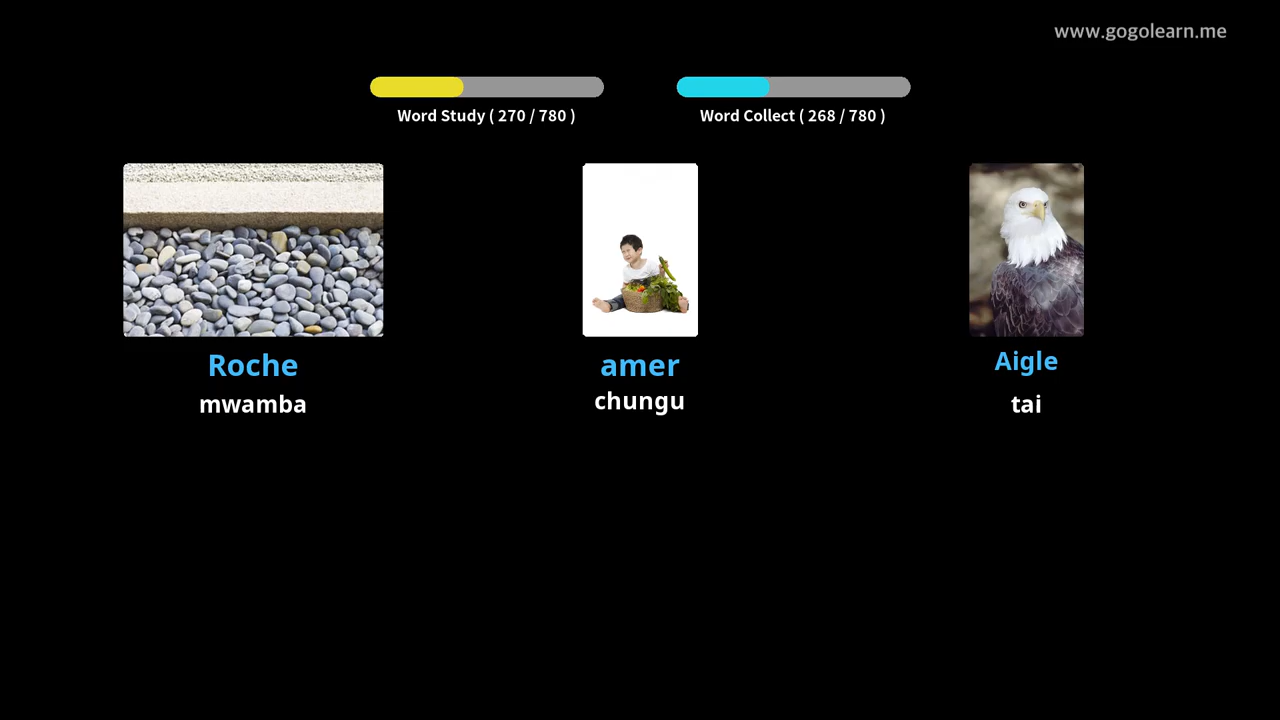 www.gogolearn.me
Word Study ( 270 / 780 )
Word Collect ( 268 / 780 )
Roche
mwamba
amer
chungu
Aigle
tai